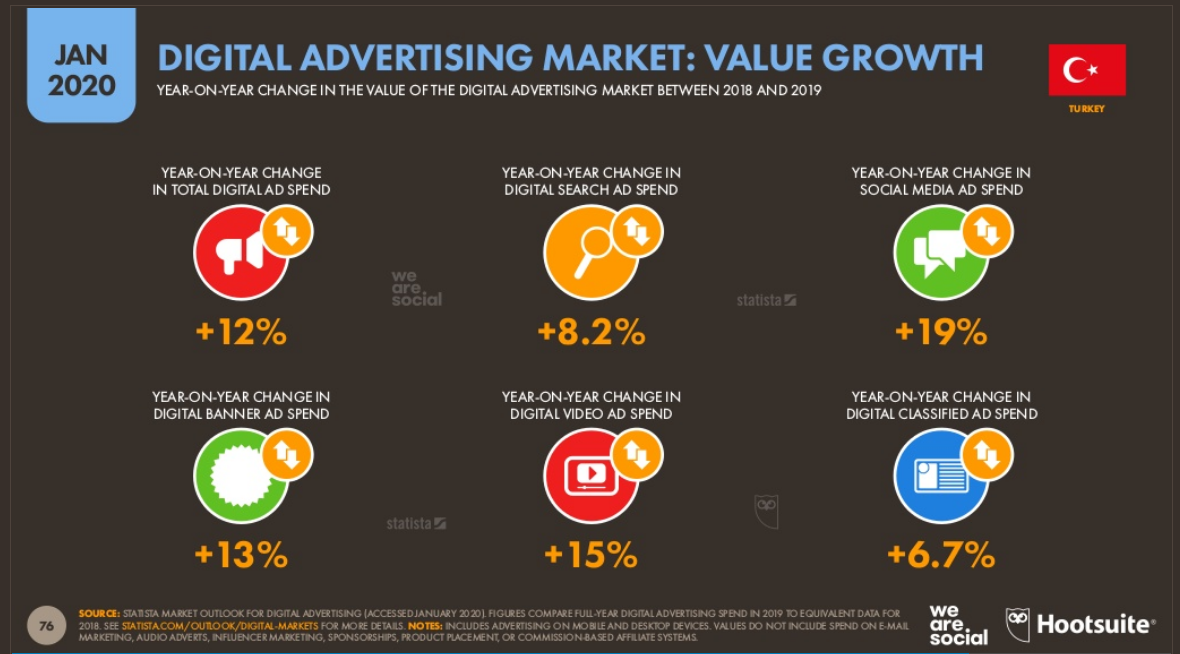 JAN
2020
DIGITAL ADVERTISING MARKET: VALUE GROWTH
YEAR-ON-YEAR CHANGE IN THE VALUE OF THE DIGITAL ADVERTISING MARKET BETWEEN 2018 AND 2019
TURKEY
YEAR-ON-YEAR CHANGE
IN TOTAL DIGITAL AD SPEND
+12%
YEAR-ON-YEAR CHANGE IN
DIGITAL SEARCH AD SPEND
+8.2%
YEAR-ON-YEAR CHANGE IN
SOCIAL MEDIA AD SPEND
+19%
we
are.
social
statista
YEAR-ON-YEAR CHANGE IN
DIGITAL BANNER AD SPEND
+13%
YEAR-ON-YEAR CHANGE IN
DIGITAL VIDEO AD SPEND
+15%
YEAR-ON-YEAR CHANGE IN
DIGITAL CLASSIFIED AD SPEND
+6.7%
statista
76
SOURCE: STATISTA MARKET OUTLOOK FOR DIGITAL ADVERTISING (ACCESSED JANUARY 2020). FIGURES COMPARE FULL-YEAR DIGITAL ADVERTISING SPEND IN 2019 TO EQUIVALENT DATA FOR
2018. SEE STATISTA.COM/OUTLOOK/DIGITAL-MARKETS FOR MORE DETAILS. NOTES: INCLUDES ADVERTISING ON MOBILE AND DESKTOP DEVICES. VALUES DO NOT INCLUDE SPEND ON E-MAIL
MARKETING, AUDIO ADVERTS, INFLUENCER MARKETING, SPONSORSHIPS, PRODUCT PLACEMENT, OR COMMISSION-BASED AFFILIATE SYSTEMS.
we
are.
social
Hootsuite®